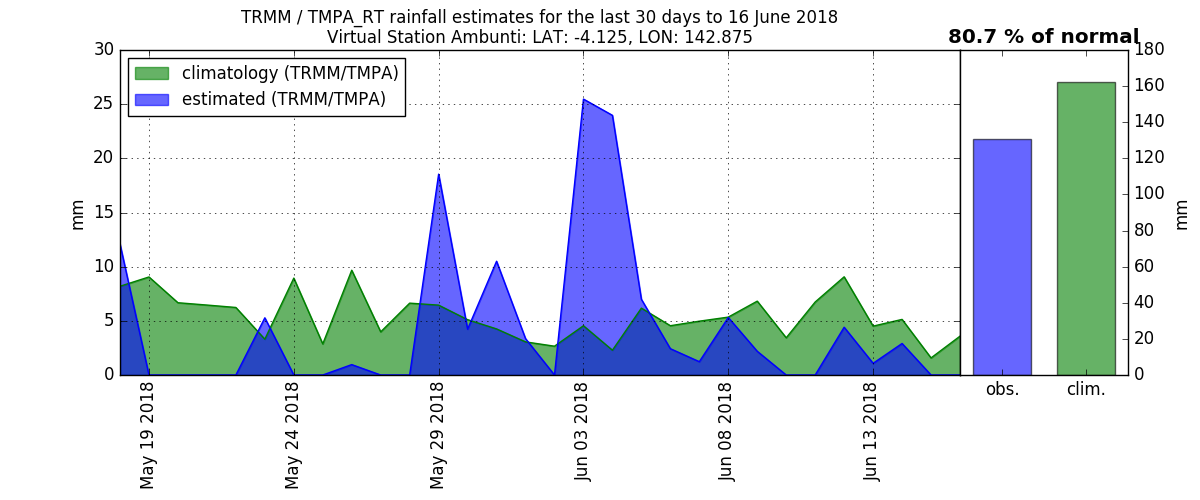 TRMM / TMPA_RT rainfall estimates for the last 30 days to 16 June 2018
Virtual Station Ambunti: LAT: -4.125, LON: 142.875
80.7 % of normal
climatology (TRMM/TMPA)
estimated (TRMM/TMPA)
30
25
20
15
10
5
0
mm
May 19 2018
May 24 2018
May 29 2018
Jun 03 2018
Jun 08 2018
Jun 13 2018
obs.
clim.
180
160
140
120
100
80
60
40
20
0
mm